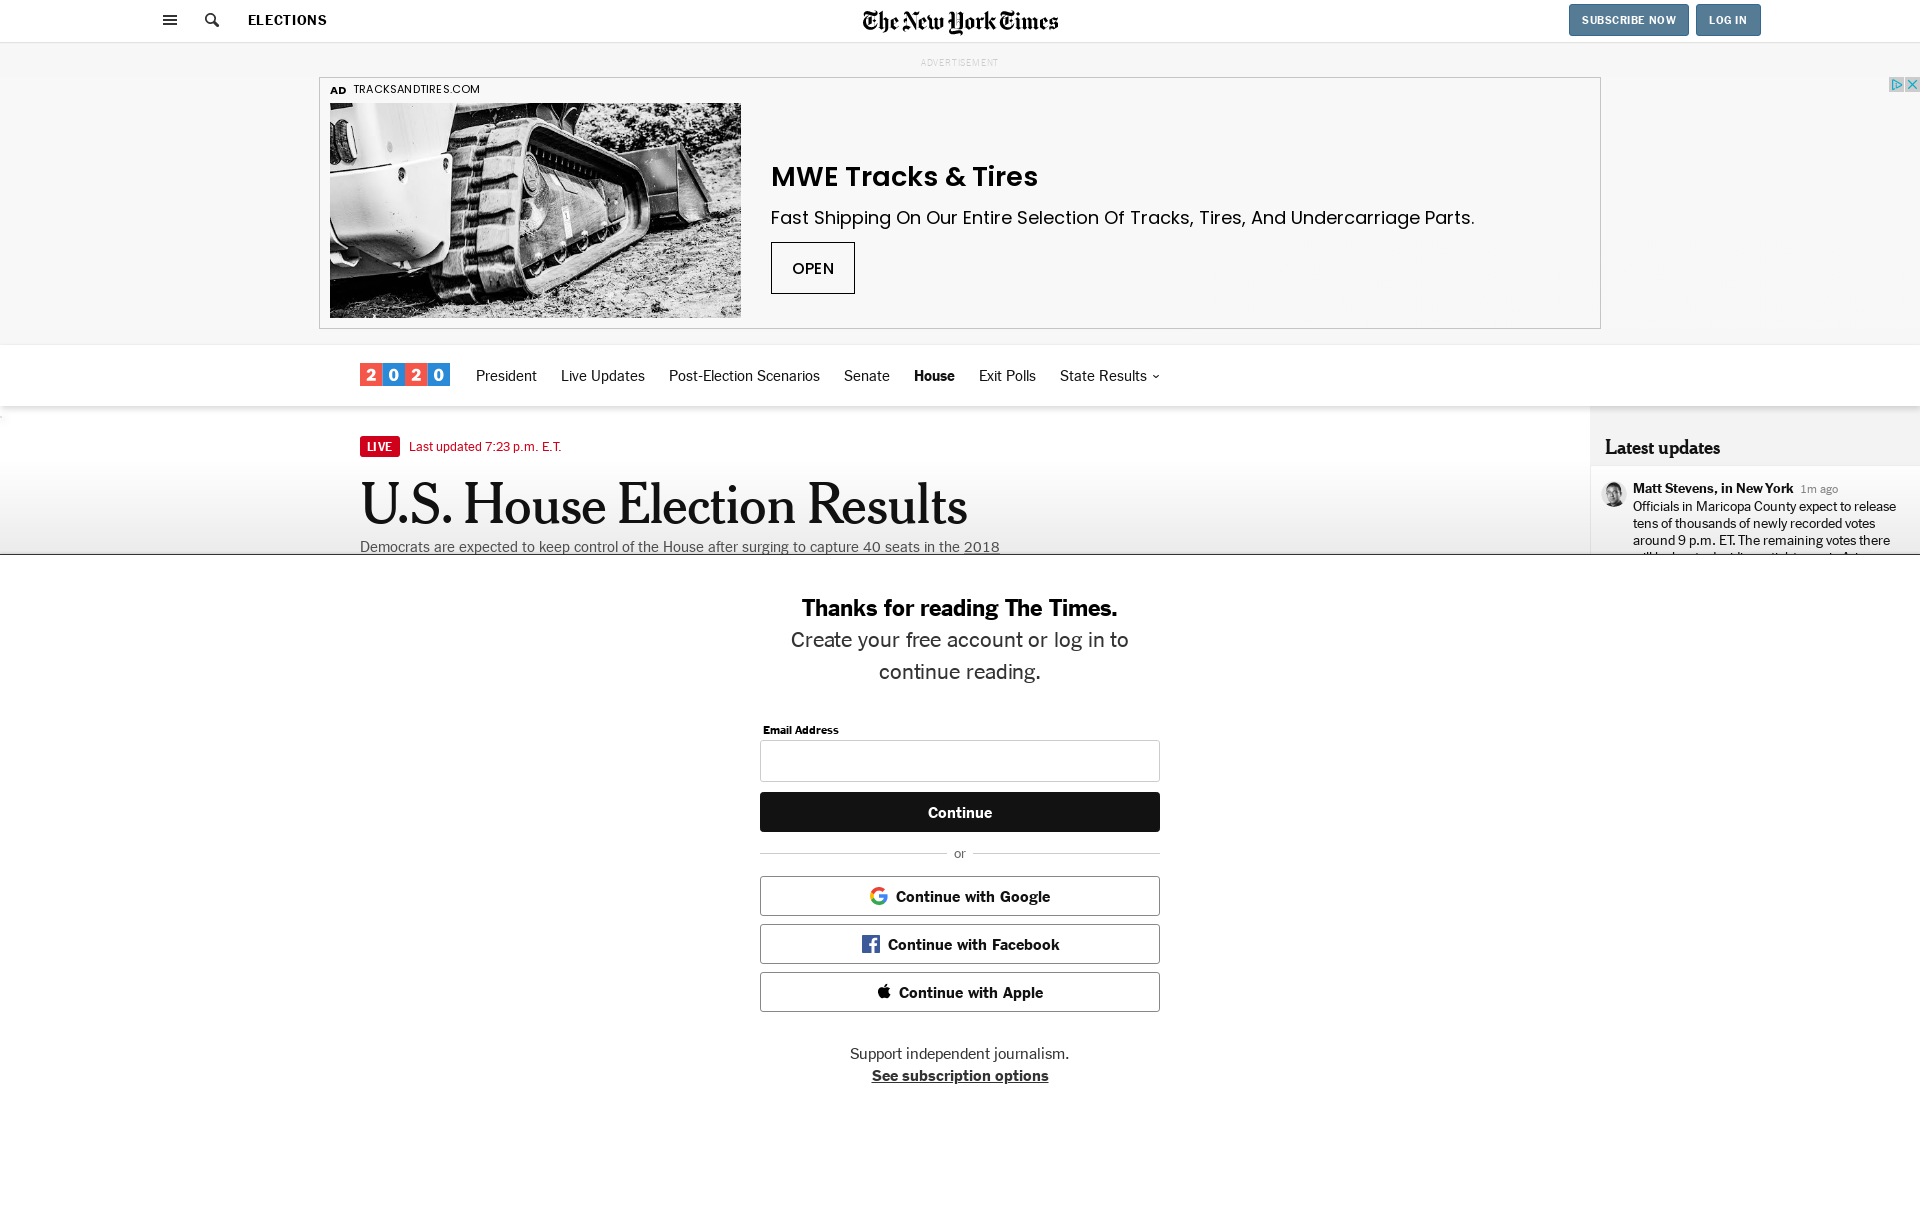 ELECTIONS
The New York Times
SUBSCRIBE NOW
LOG IN
ADVERTISEMENT
AD TRACKSANDTIRES.COM
MWE Tracks & Tires
Fast Shipping On Our Entire Selection Of Tracks, Tires, And Undercarriage Parts.
OPEN
2020
President
Live Updates
Post-Election Scenarios
Senate
House
Exit Polls
State Results
LIVE Last updated 7:23 p.m. E.T.
U.S. House Election Results
Democrats are expected to keep control of the House after surging to capture 40 seats in the 2018
Latest updates
Matt Stevens, in New York 1m ago
Officials in Maricopa County expect to release
tens of thousands of newly recorded votes
around 9 p.m. ET. The remaining votes there
Thanks for reading The Times.
Create your free account or log in to
continue reading.
Email Address
Continue
or
Continue with Google
Continue with Facebook
Continue with Apple
Support independent journalism.
See subscription options